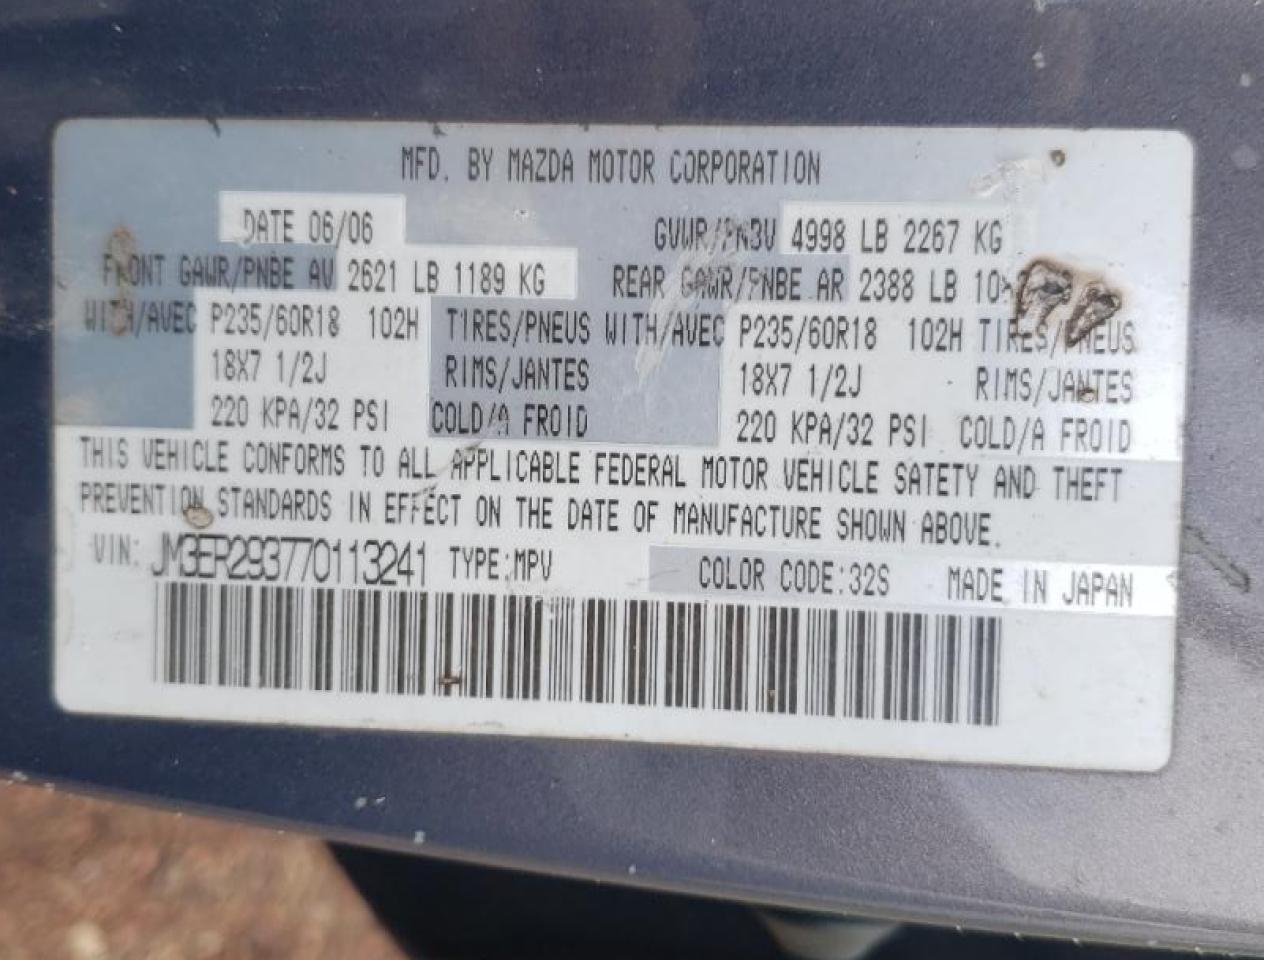 MFD. BY MAZDA MOTOR CORPORATION
DATE 06/06 GVWR/PNBV 4998 LB 2267 KG
FRONT GAWR/PNBE AV 2621 LB 1189 KG REAR GAWR/PNBE AR 2388 LB
WITH/AVEC P235/60R18 102H TIRES/PNEUS WITH/AVEC P235/60R18 102H TIRES/PNEUS
18X7 1/2J RIMS/JANTES 18X7 1/2J RIMS/JANTES
220 KPA/32 PSI COLD/A FROID 220 KPA/32 PSI COLD/A FROID
THIS VEHICLE CONFORMS TO ALL APPLICABLE FEDERAL MOTOR VEHICLE SAFETY AND THEFT
PREVENTION STANDARDS IN EFFECT ON THE DATE OF MANUFACTURE SHOWN ABOVE.
VIN: JM3ER293770113241 TYPE:MPV COLOR CODE:32S MADE IN JAPAN